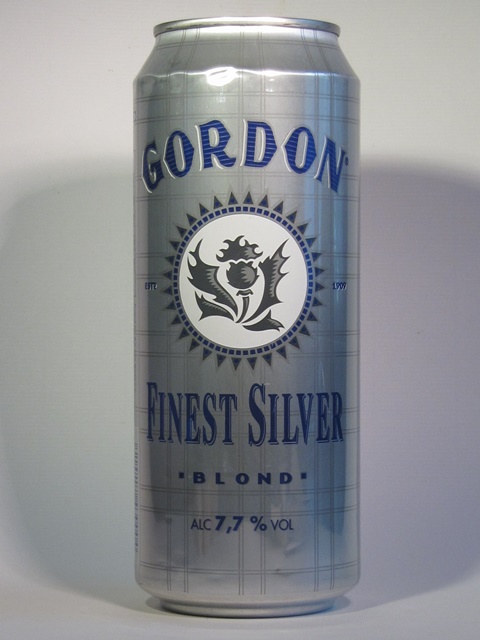 GORDON
ESTD. 1909
FINEST SILVER
·BLOND·
ALC 7,7 % VOL